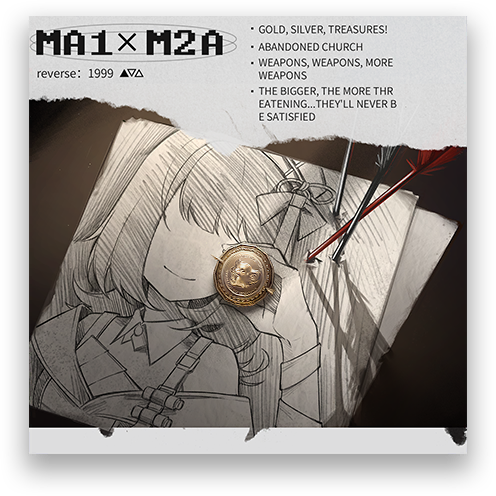 MA1×M2A
reverse：1999
• GOLD, SILVER, TREASURES!
• ABANDONED CHURCH
• WEAPONS, WEAPONS, MORE
WEAPONS
• THE BIGGER, THE MORE THR
EATENING...THEY'LL NEVER B
E SATISFIED